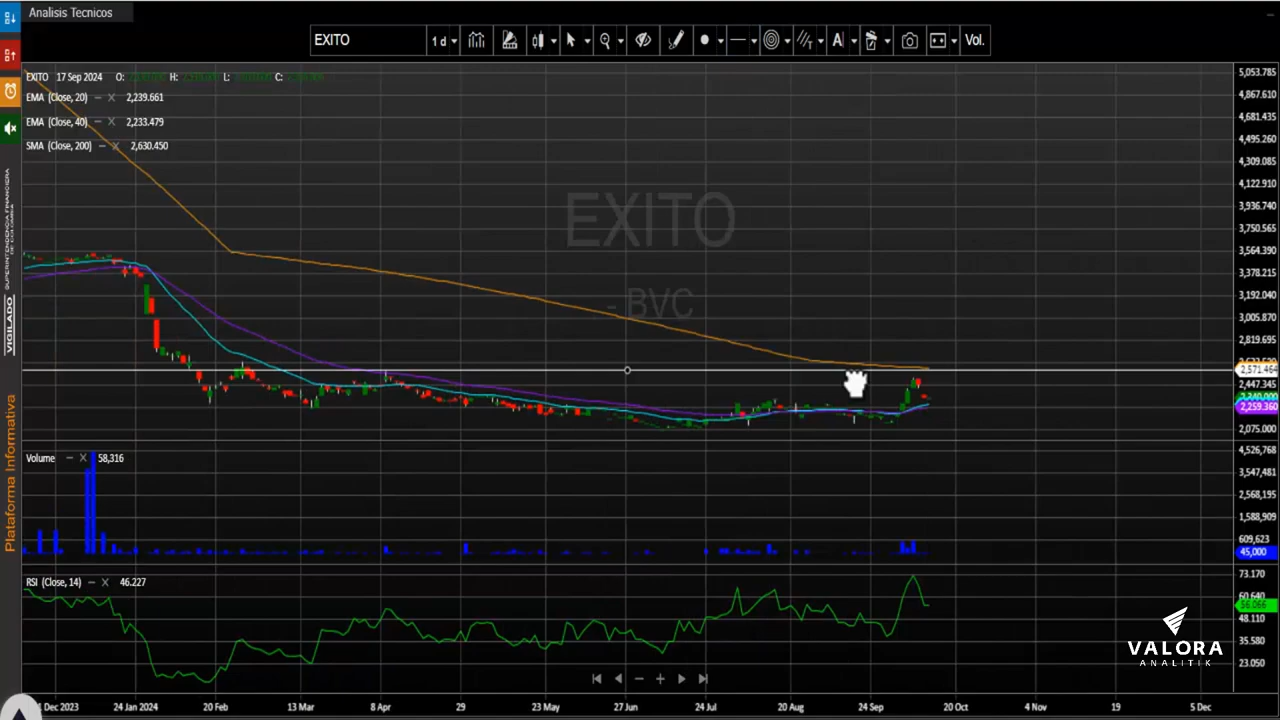 Analisis Tecnicos
EXITO
1 d
A
Vol.
EXITO 17 Sep 2024 O: H: L: C:
EMA (Close, 20) – X 2,239.661
EMA (Close, 40) – X 2,233.479
SMA (Close, 200) – X 2,630.450
EXITO
- BVC
5,053.785
4,867.610
4,681.435
4,495.260
4,309.085
4,122.910
3,936.740
3,750.565
3,564.390
3,378.215
3,192.040
3,005.870
2,819.695
2,571.464
2,447.345
2,259.360
2,075.000
Volume – X 58,316
4,526,768
3,547,481
2,568,195
1,588,909
609,623
45,000
RSI (Close, 14) – X 46.227
73.170
60.640
56.066
48.110
35.580
23.050
Dec 2023
24 Jan 2024
20 Feb
13 Mar
8 Apr
29
23 May
27 Jun
24 Jul
20 Aug
24 Sep
20 Oct
4 Nov
19
5 Dec
VALORA
ANALITIK
VIGILADO
SUPERINTENDENCIA FINANCIERA
DE COLOMBIA
Plataforma Informativa